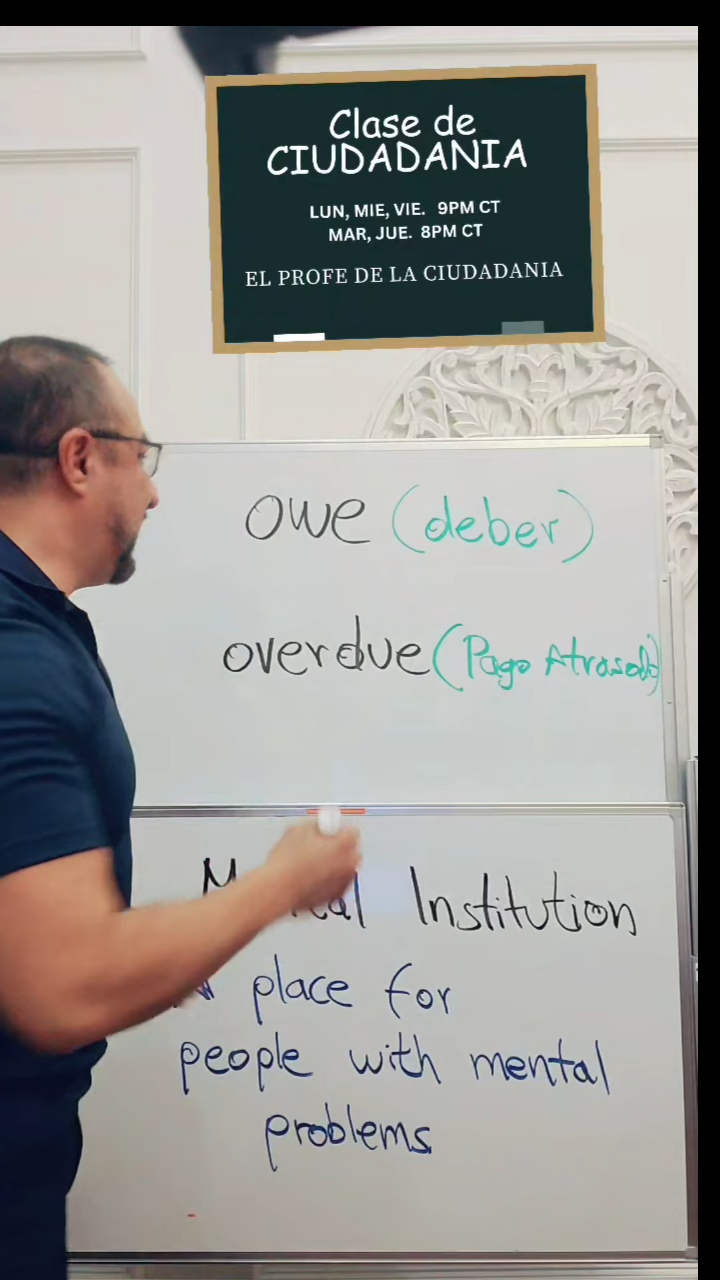 Clase de
CIUDADANIA
LUN, MIE, VIE. 9PM CT
MAR, JUE. 8PM CT
EL PROFE DE LA CIUDADANIA
owe (deber)
overdue (Pago Atrasado)
Institution
place for
people with mental
problems